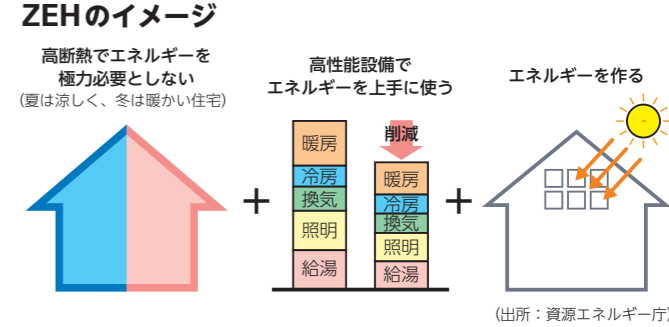 ZEHのイメージ
高断熱でエネルギーを
極力必要としない
（夏は涼しく、冬は暖かい住宅）
高性能設備で
エネルギーを上手に使う
エネルギーを作る
＋
暖房
冷房
換気
照明
給湯
削減
暖房
冷房
換気
照明
給湯
＋
（出所：資源エネルギー庁）